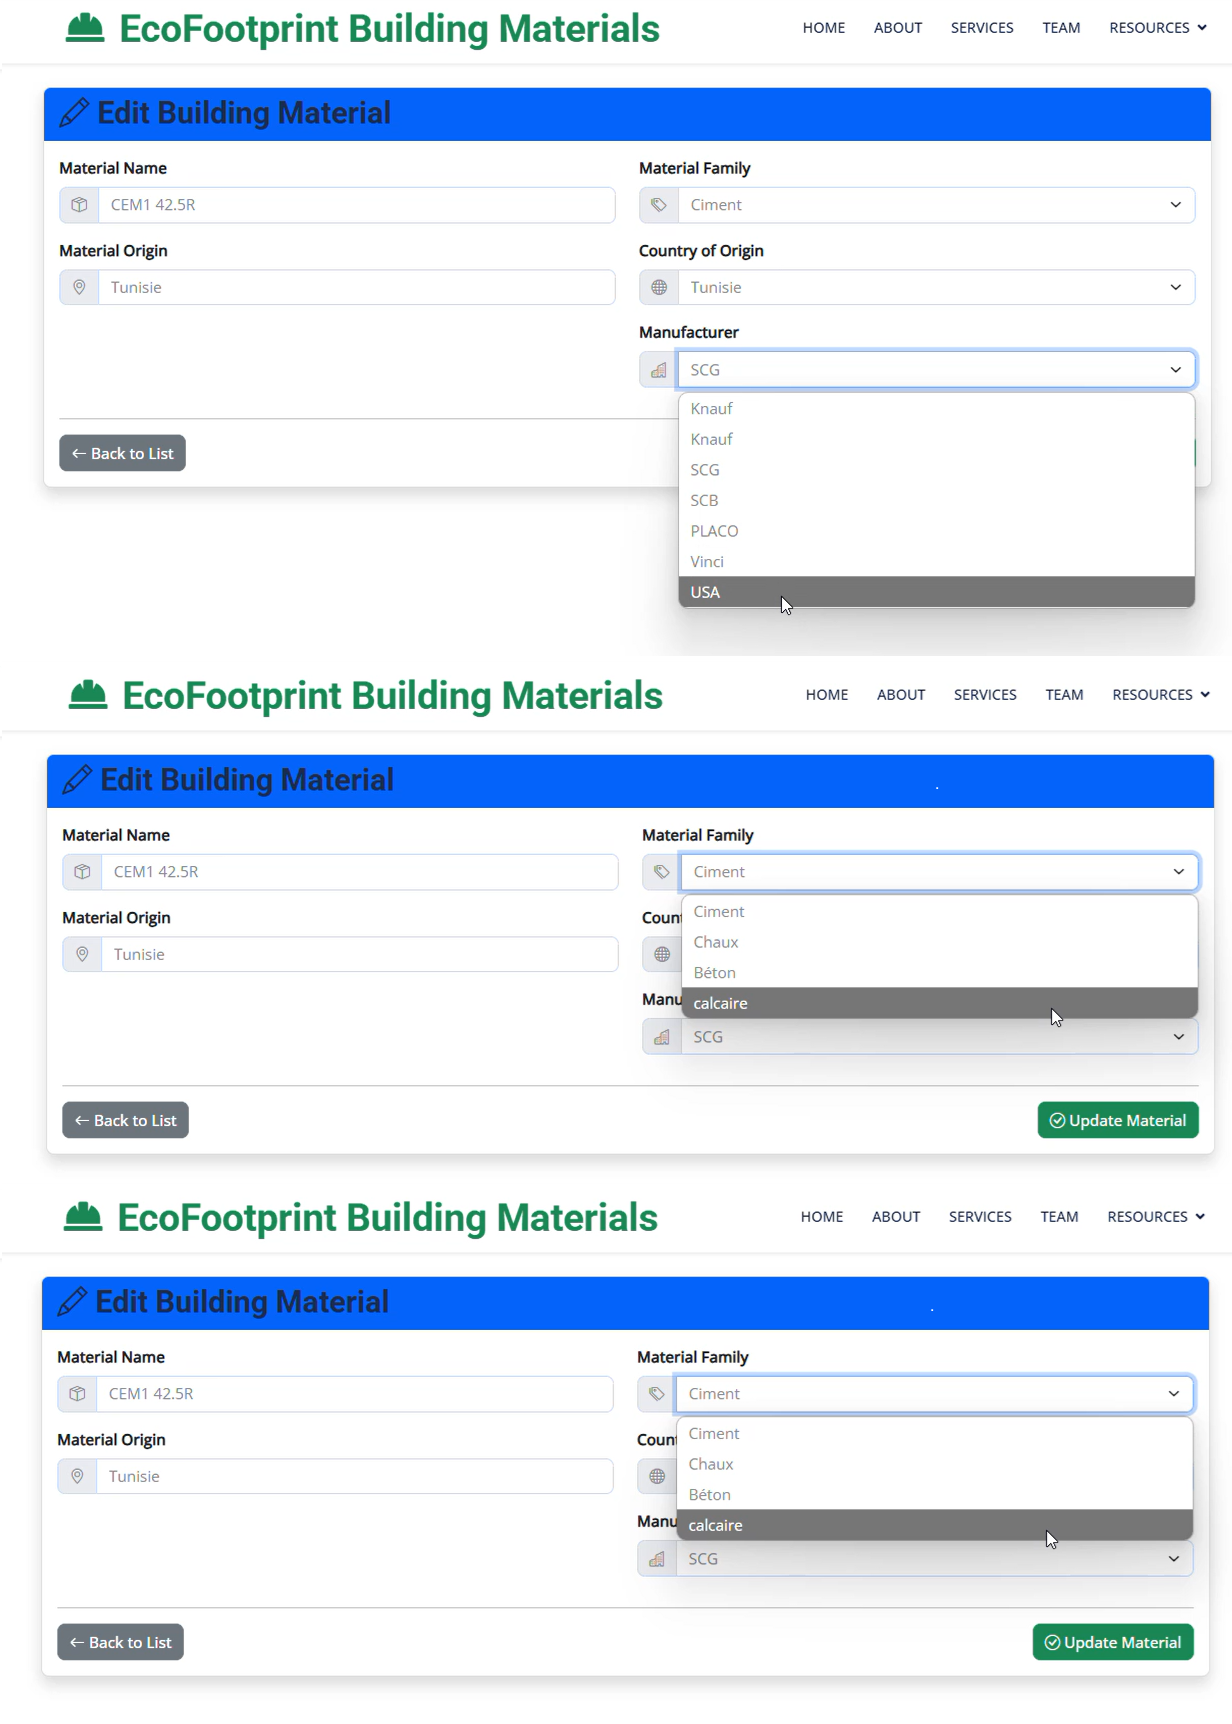 EcoFootprint Building Materials
HOME ABOUT SERVICES TEAM RESOURCES
Edit Building Material
Material Name Material Family
CEM1 42.5R Ciment
Material Origin Country of Origin
Tunisie Tunisie
Manufacturer
SCG
Knauf
Knauf
← Back to List
SCG
SCB
PLACO
Vinci
USA
EcoFootprint Building Materials
HOME ABOUT SERVICES TEAM RESOURCES
Edit Building Material
Material Name Material Family
CEM1 42.5R Ciment
Ciment
Material Origin Coun
Chaux
Tunisie
Béton
Manu
calcaire
SCG
← Back to List Update Material
EcoFootprint Building Materials
HOME ABOUT SERVICES TEAM RESOURCES
Edit Building Material
Material Name Material Family
CEM1 42.5R Ciment
Ciment
Material Origin Coun
Chaux
Tunisie
Béton
Manu
calcaire
SCG
← Back to List Update Material